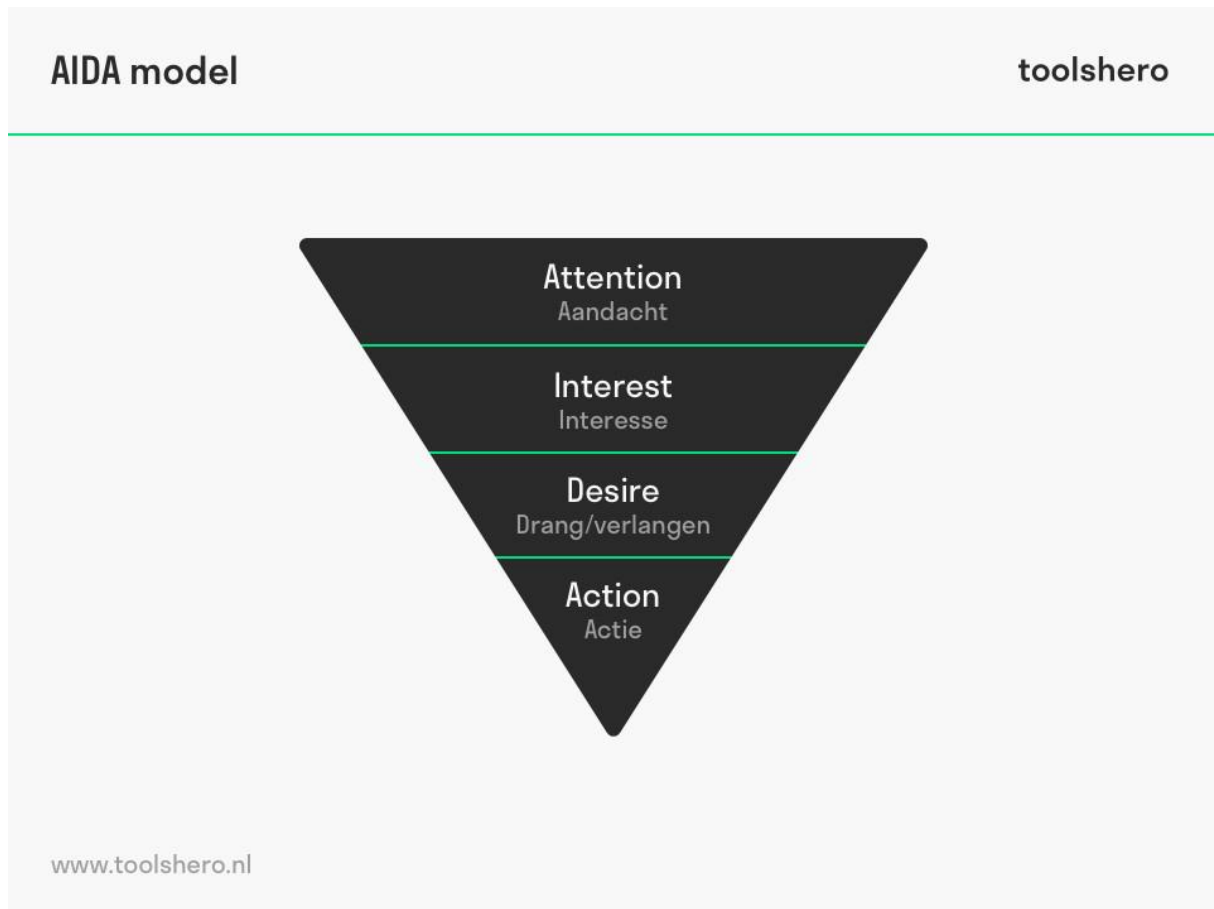 AIDA model
toolshero
Attention
Aandacht
Interest
Interesse
Desire
Drang/verlangen
Action
Actie
www.toolshero.nl